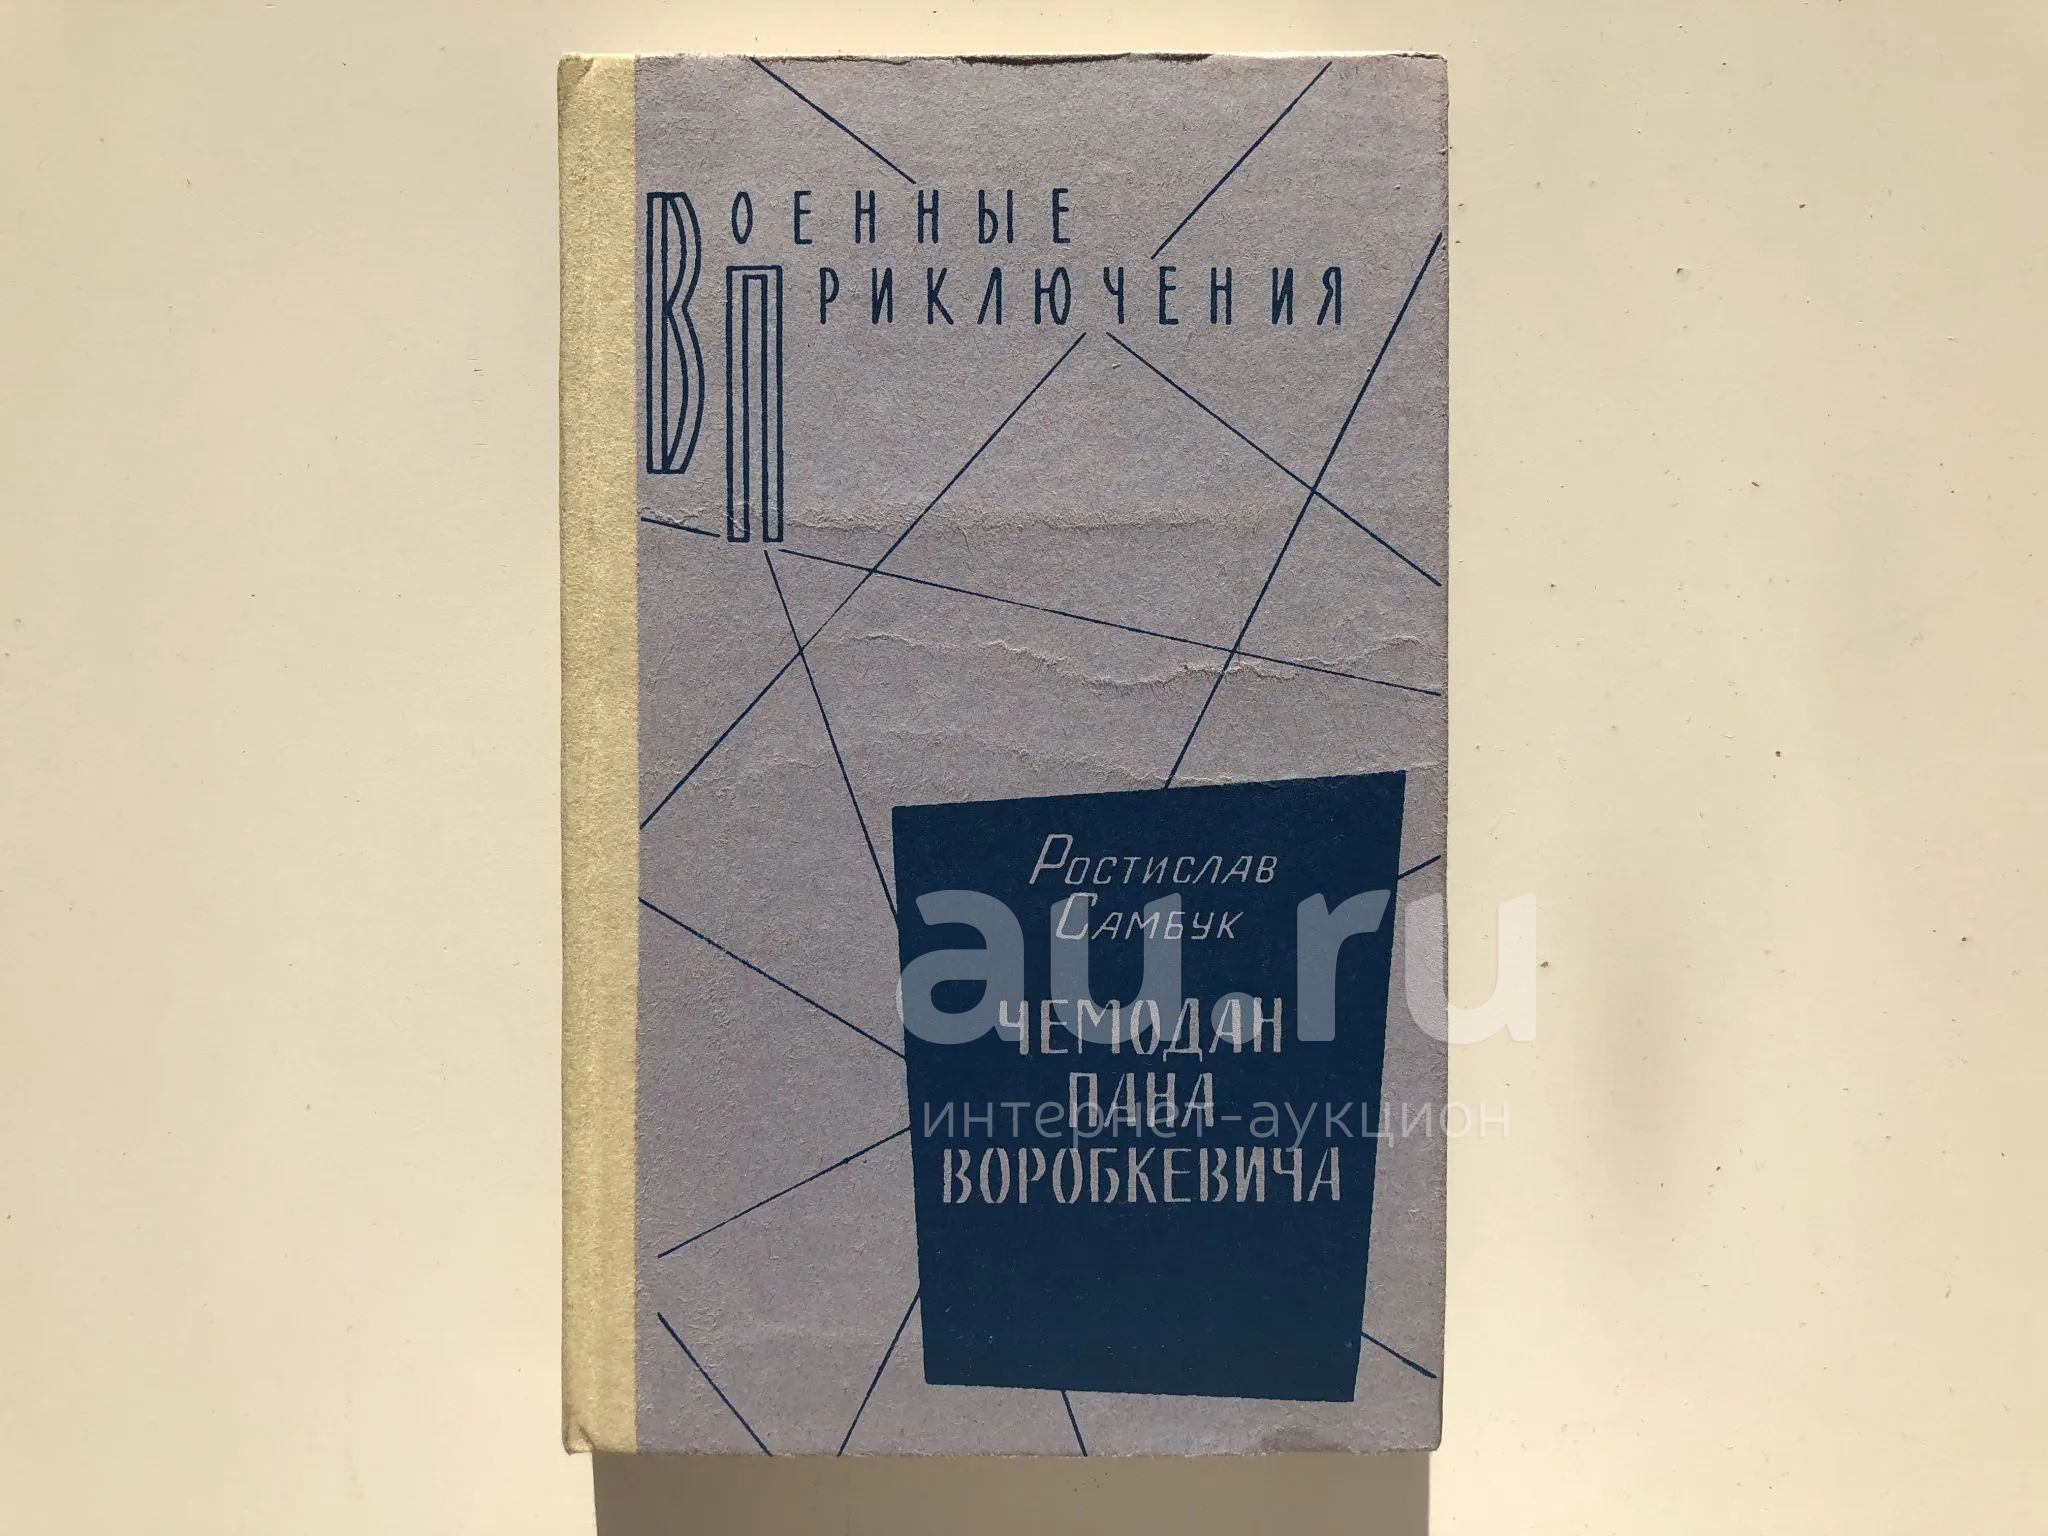 ВОЕННЫЕ
ПРИКЛЮЧЕНИЯ
РОСТИСЛАВ
САМБУК
ЧЕМОДАН
ПАНА
ВОРОБКЕВИЧА
au.ru
интернет-аукцион